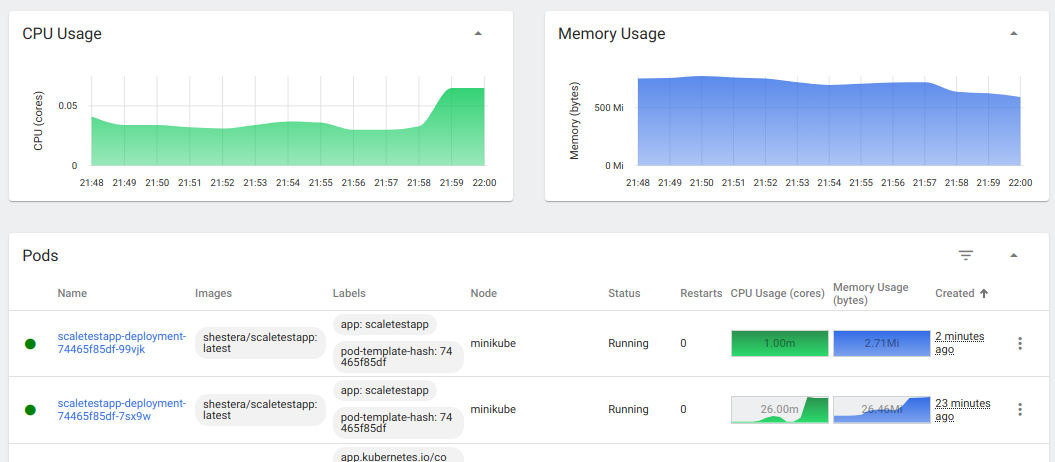 CPU Usage
CPU (cores)
0.05
0
21:48 21:49 21:50 21:51 21:52 21:53 21:54 21:55 21:56 21:57 21:58 21:59 22:00
Memory Usage
Memory (bytes)
500 Mi
0 Mi
21:48 21:49 21:50 21:51 21:52 21:53 21:54 21:55 21:56 21:57 21:58 21:59 22:00
Pods
Name Images Labels Node Status Restarts CPU Usage (cores) Memory Usage (bytes) Created
scaletestapp-deployment-
74465f85df-99vjk
shestera/scaletestapp:
latest
app: scaletestapp
pod-template-hash: 74
465f85df
minikube
Running
0
1.00m
2.71Mi
2 minutes
ago
scaletestapp-deployment-
74465f85df-7sx9w
shestera/scaletestapp:
latest
app: scaletestapp
pod-template-hash: 74
465f85df
minikube
Running
0
26.00m
26.46Mi
23 minutes
ago
app.kubernetes.io/co